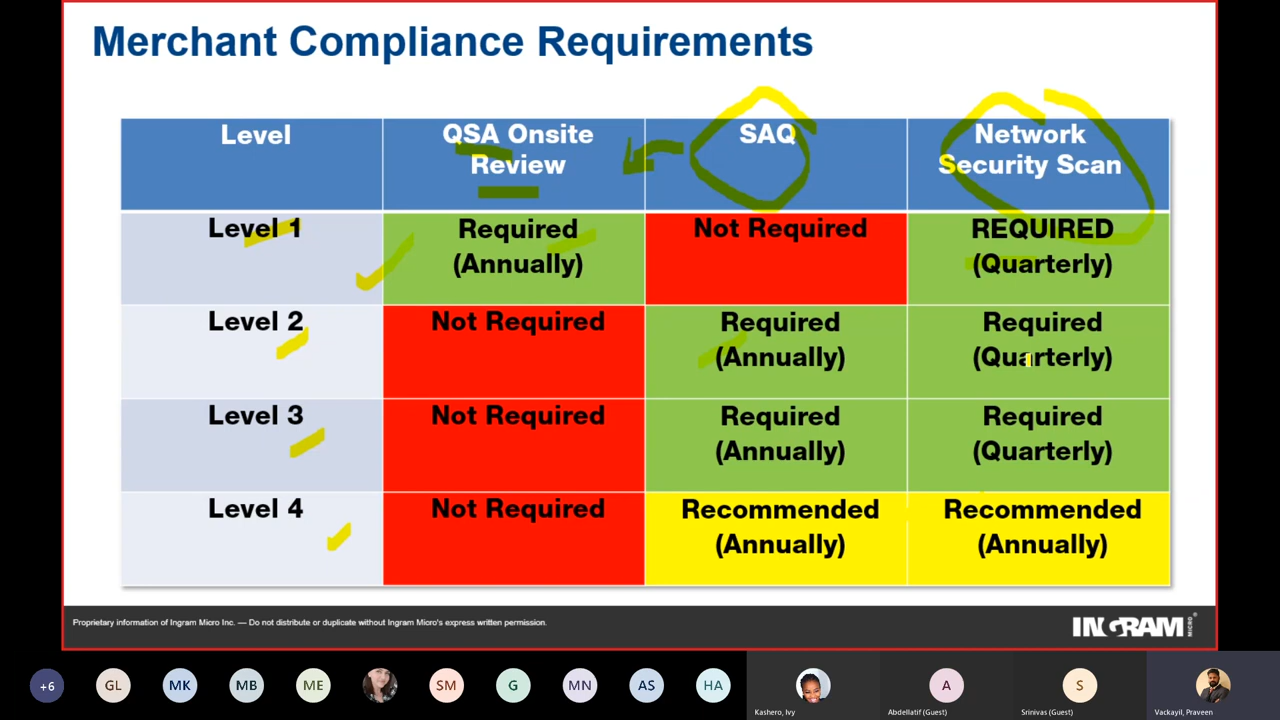 Merchant Compliance Requirements
Level
QSA Onsite
Review
SAQ
Network
Security Scan
Level 1
Required
(Annually)
Not Required
REQUIRED
(Quarterly)
Level 2
Not Required
Required
(Annually)
Required
(Quarterly)
Level 3
Not Required
Required
(Annually)
Required
(Quarterly)
Level 4
Not Required
Recommended
(Annually)
Recommended
(Annually)
Proprietary information of Ingram Micro Inc. — Do not distribute or duplicate without Ingram Micro's express written permission.
INGRAM MICRO®
+6
GL
MK
MB
ME
SM
G
MN
AS
HA
Kashero, Ivy
A
Abdellatif (Guest)
S
Srinivas (Guest)
Vackayil, Praveen